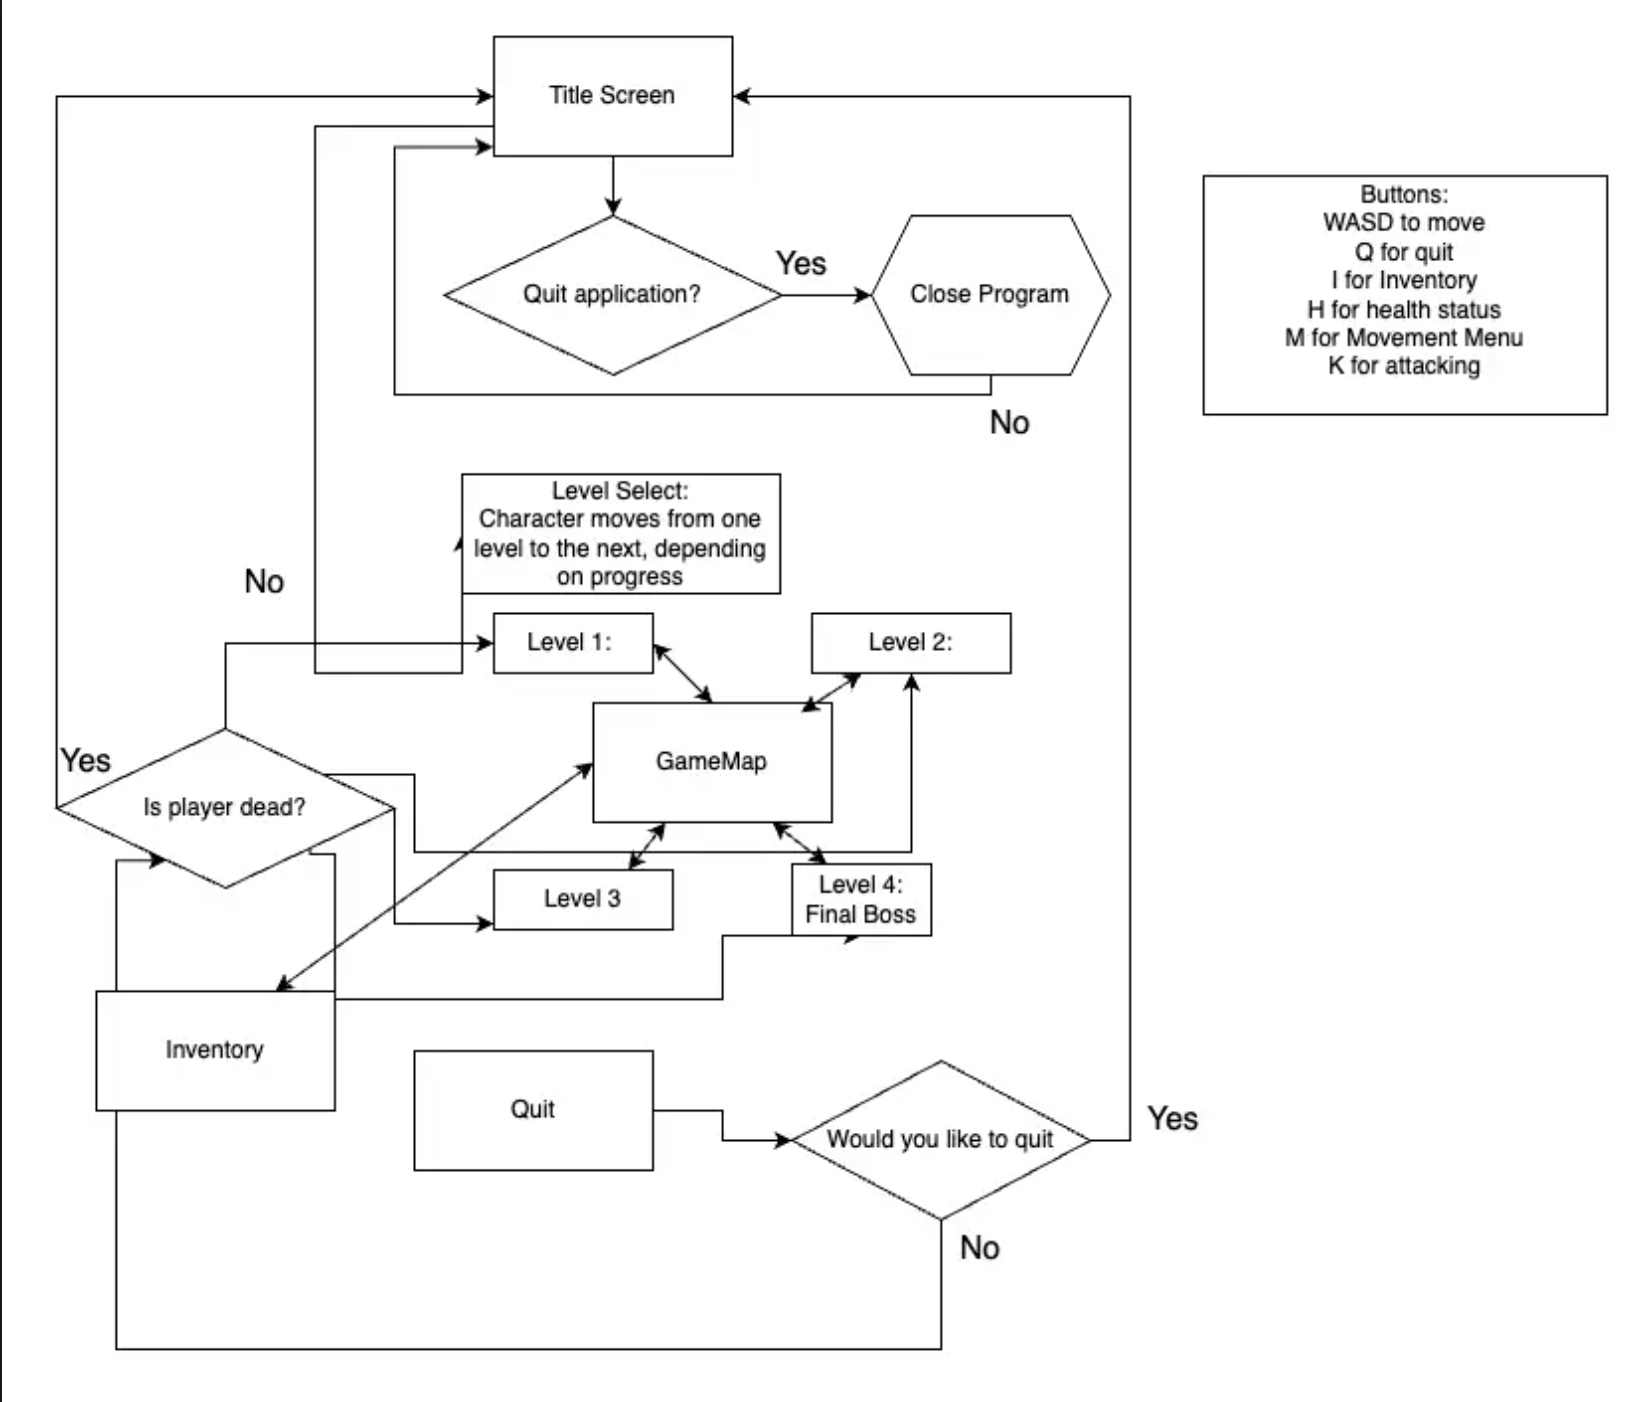 Title Screen
Buttons:
WASD to move
Q for quit
I for Inventory
H for health status
M for Movement Menu
K for attacking
Quit application?
Yes
Close Program
No
Level Select:
Character moves from one
level to the next, depending
on progress
No
Level 1:
Level 2:
Yes
GameMap
Is player dead?
Level 3
Level 4:
Final Boss
Inventory
Quit
Would you like to quit
Yes
No